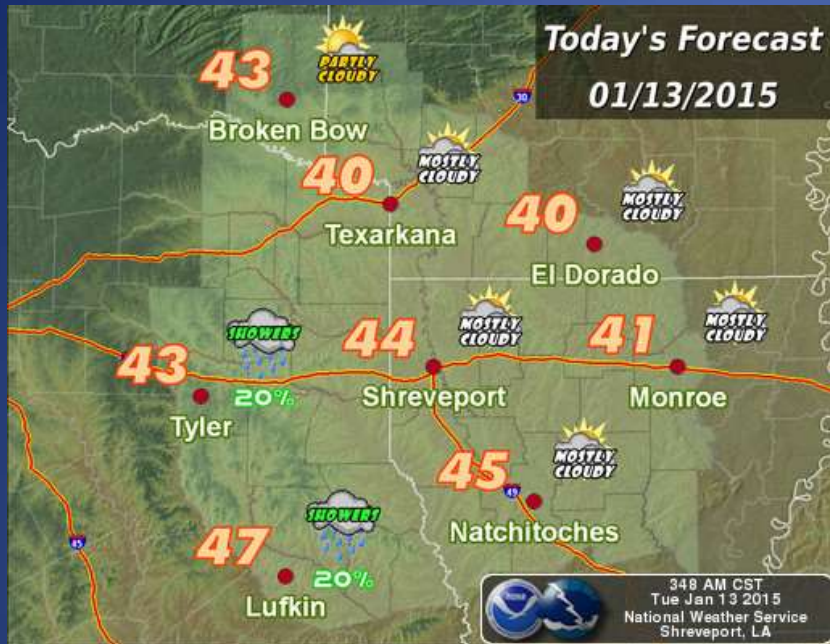 Today's Forecast
01/13/2015
43
PARTLY
CLOUDY
Broken Bow
30
40
MOSTLY
CLOUDY
Texarkana
40
MOSTLY
CLOUDY
El Dorado
43
SHOWERS
20%
Tyler
44
MOSTLY
CLOUDY
Shreveport
41
MOSTLY
CLOUDY
Monroe
45
MOSTLY
CLOUDY
49
Natchitoches
45
47
SHOWERS
20%
Lufkin
noaa
348 AM CST
Tue Jan 13 2015
National Weather Service
Shreveport, LA